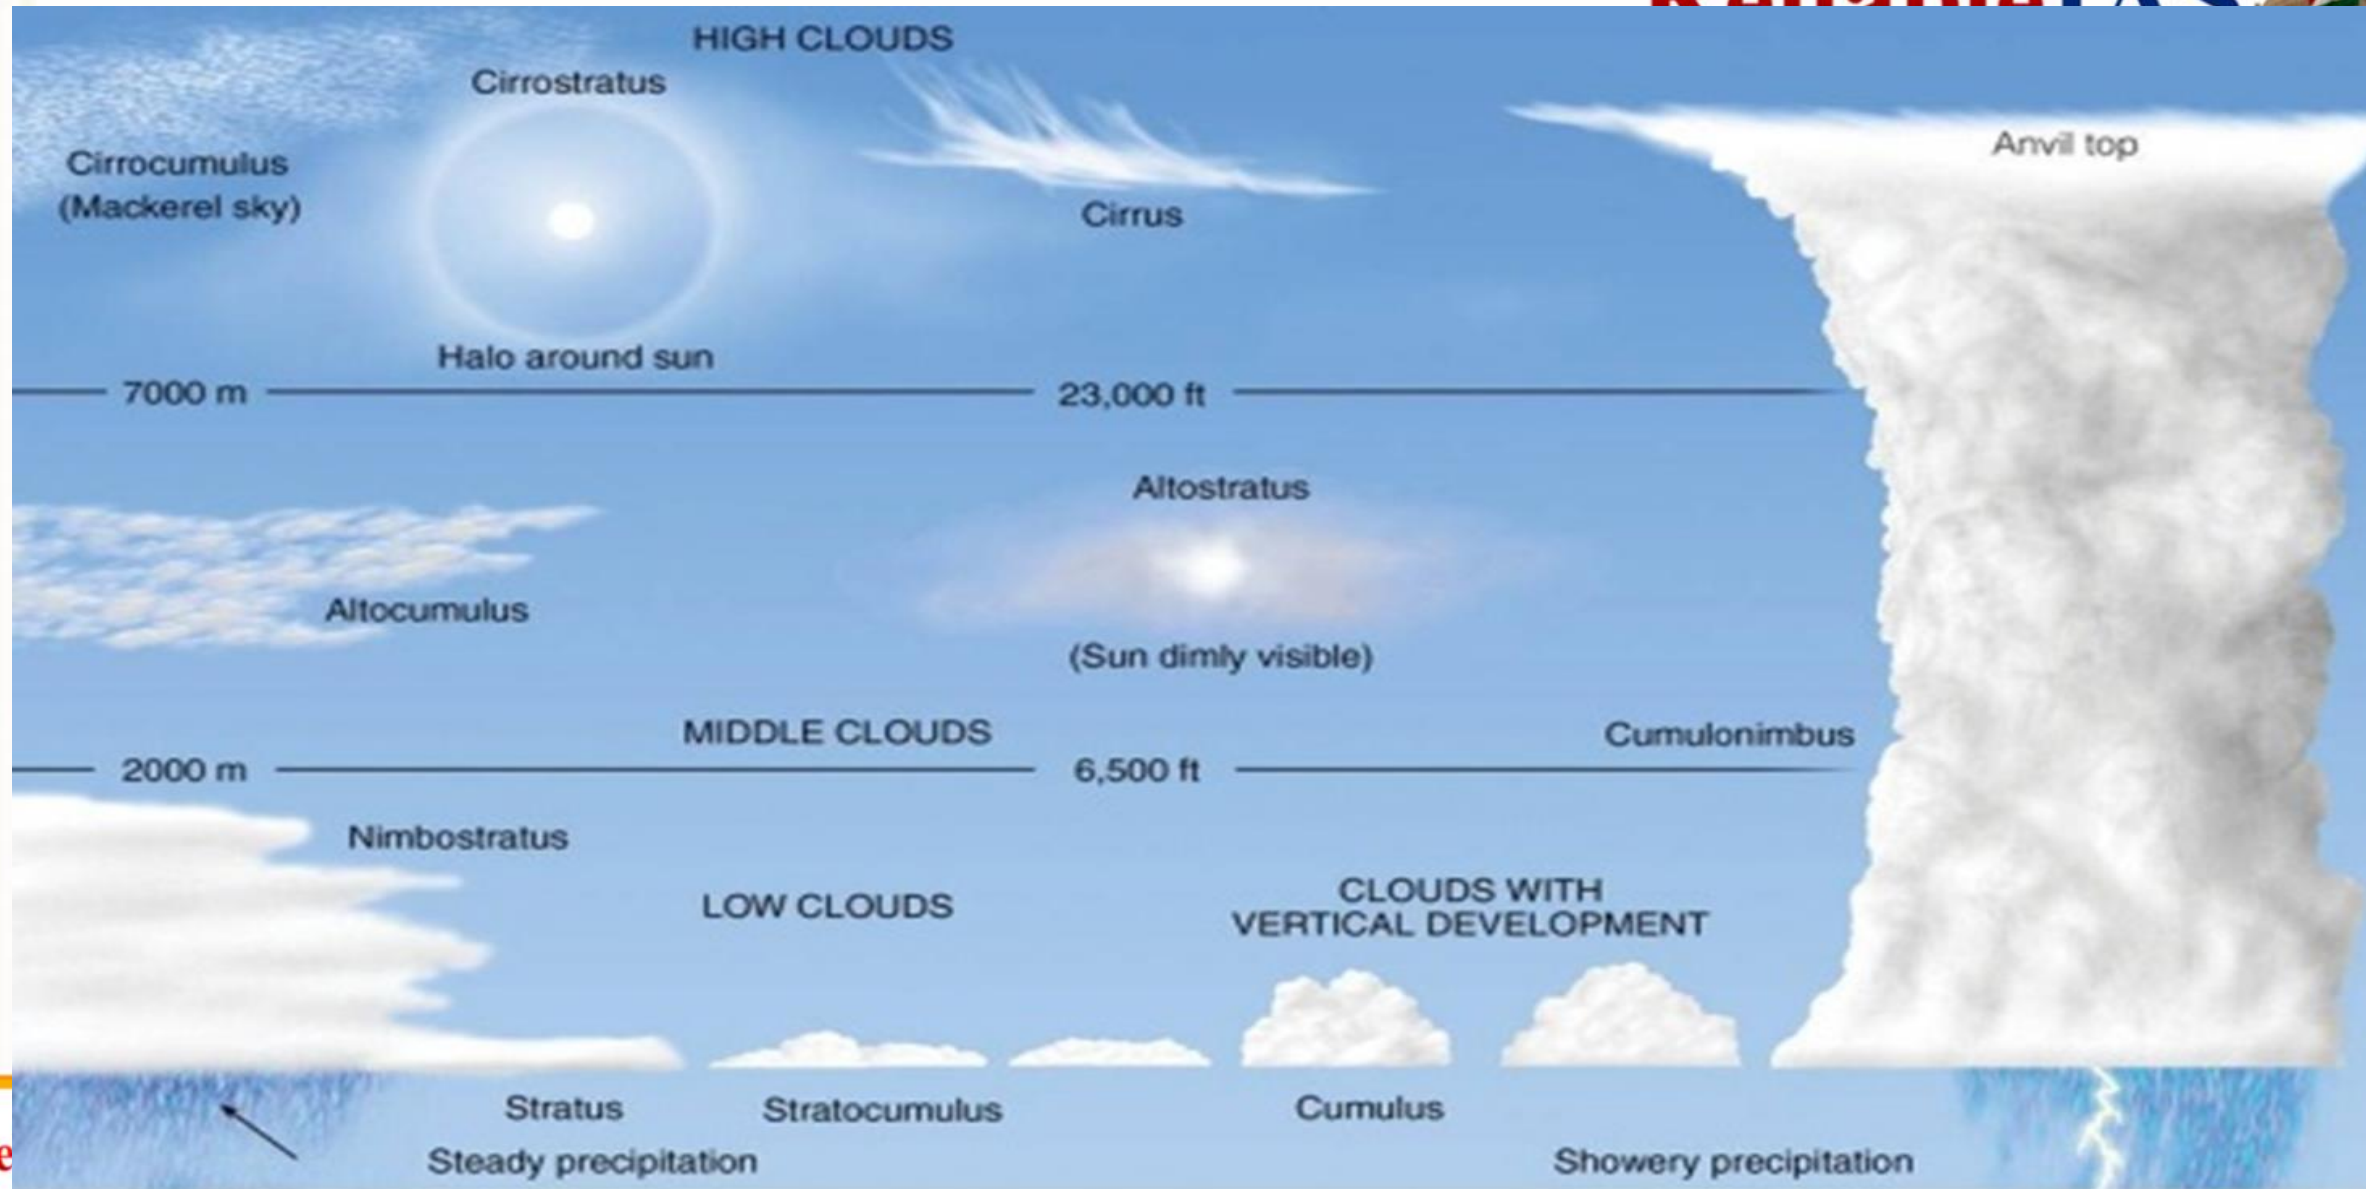 HIGH CLOUDS
Cirrostratus
Cirrocumulus
(Mackerel sky)
Anvil top
Cirrus
Halo around sun
7000 m
23,000 ft
Altostratus
Altocumulus
(Sun dimly visible)
MIDDLE CLOUDS
Cumulonimbus
2000 m
6,500 ft
Nimbostratus
LOW CLOUDS
CLOUDS WITH
VERTICAL DEVELOPMENT
Stratus
Stratocumulus
Cumulus
Steady precipitation
Showery precipitation